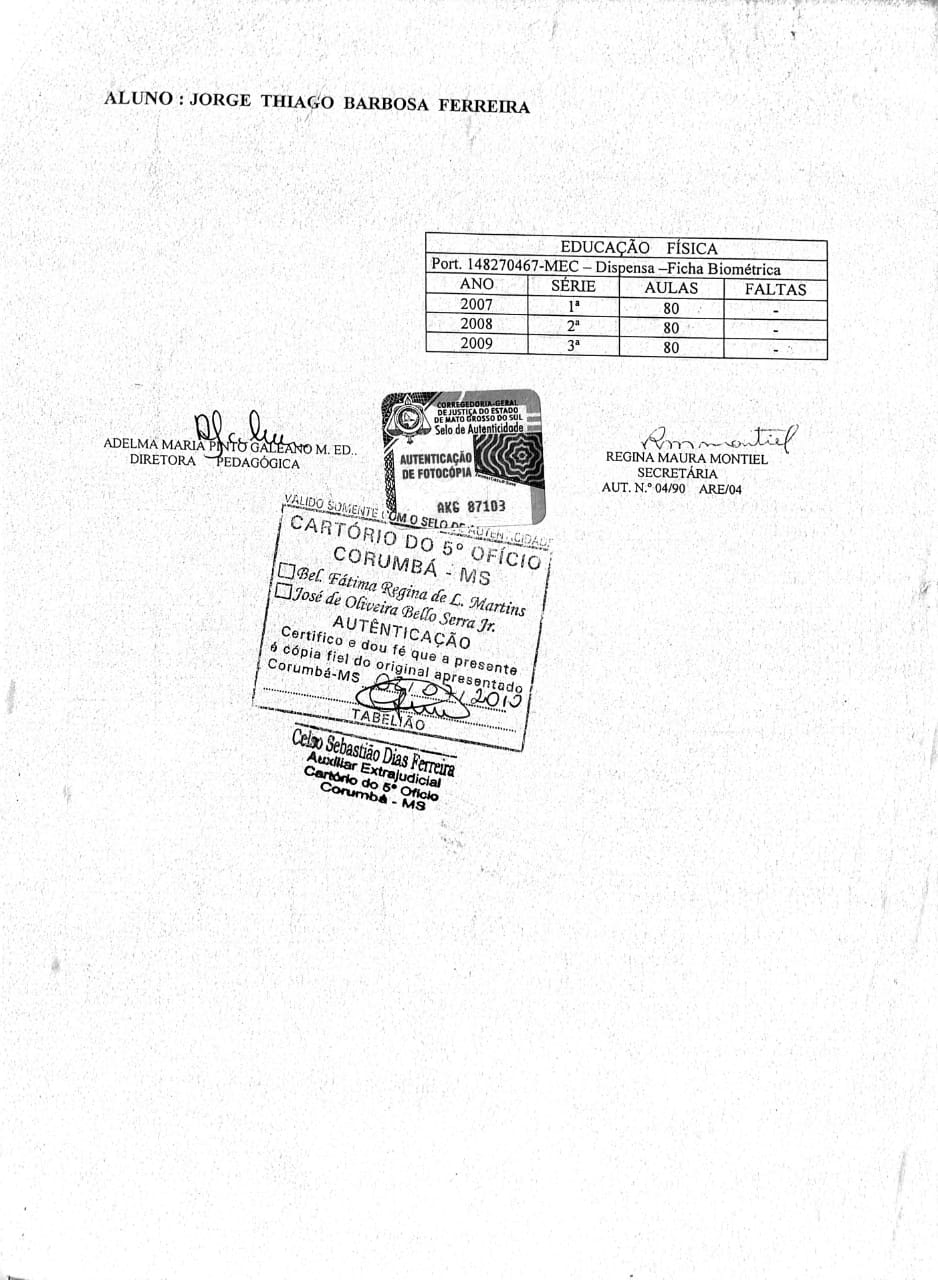 ALUNO : JORGE THIAGO BARBOSA FERREIRA
EDUCAÇÃO FÍSICA
Port. 148270467-MEC – Dispensa –Ficha Biométrica
ANO SÉRIE AULAS FALTAS
2007 1ª 80 -
2008 2ª 80 -
2009 3ª 80 -
ADELMA MARIA PINTO GALEANO M. ED..
DIRETORA PEDAGÓGICA
CORREGEDORIA-GERAL
DE JUSTIÇA DO ESTADO
DE MATO GROSSO DO SUL
Selo de Autenticidade
AUTENTICAÇÃO
DE FOTOCÓPIA
AKG 87103
Rmmontiel
REGINA MAURA MONTIEL
SECRETÁRIA
AUT. N.º 04/90 ARE/04
VÁLIDO SOMENTE COM O SELO DE AUTENTICIDADE
CARTÓRIO DO 5º OFÍCIO
CORUMBÁ - MS
Bel. Fátima Regina de L. Martins
José de Oliveira Bello Serra Jr.
AUTÊNTICAÇÃO
Certifico e dou fé que a presente
é cópia fiel do original apresentado
Corumbá-MS
TABELIÃO
Celso Sebastião Dias Ferreira
Auxiliar Extrajudicial
Cartório do 5º Ofício
Corumbá - MS